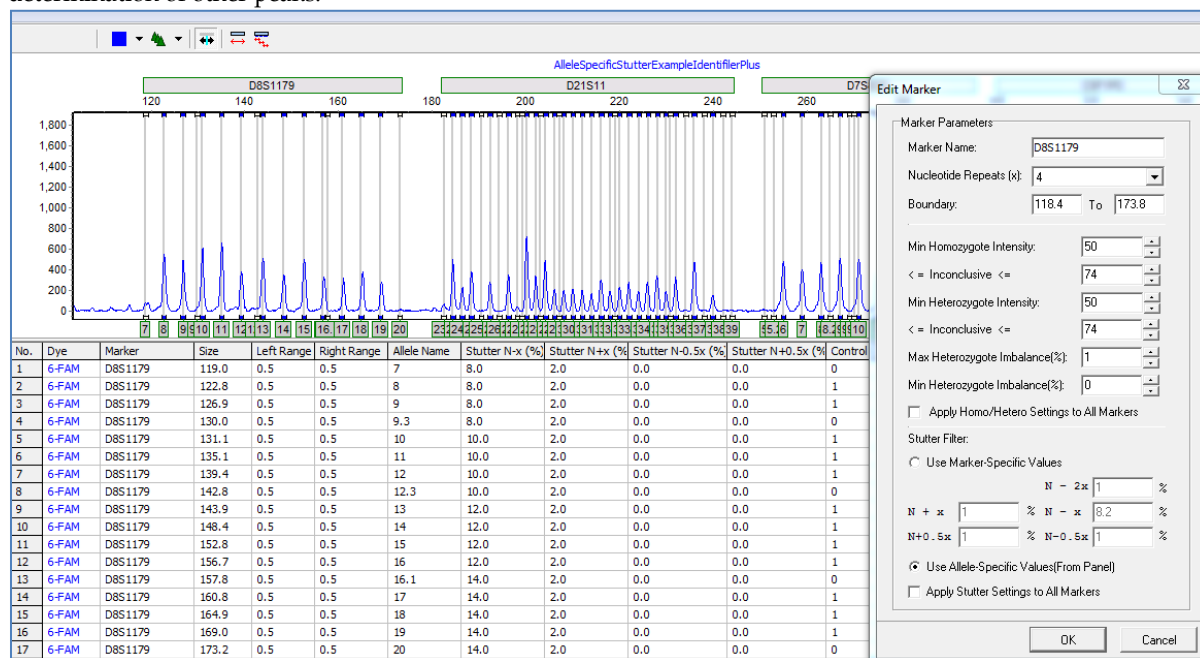 determination of other peaks.
AlleleSpecificStutterExampleIdentifilerPlus
D8S1179 D21S11 D7S
120 140 160 180 200 220 240 260
1,800
1,600
1,400
1,200
1,000
800
600
400
200
0
7 8 9 10 11 12 13 14 15 16. 17 18 19 20
No. Dye Marker Size Left Range Right Range Allele Name Stutter N-x (%) Stutter N+x (% Stutter N-0.5x (% Stutter N+0.5x (% Control
1 6-FAM D8S1179 119.0 0.5 0.5 7 8.0 2.0 0.0 0.0 0
2 6-FAM D8S1179 122.8 0.5 0.5 8 8.0 2.0 0.0 0.0 1
3 6-FAM D8S1179 126.9 0.5 0.5 9 8.0 2.0 0.0 0.0 1
4 6-FAM D8S1179 130.0 0.5 0.5 9.3 8.0 2.0 0.0 0.0 0
5 6-FAM D8S1179 131.1 0.5 0.5 10 10.0 2.0 0.0 0.0 1
6 6-FAM D8S1179 135.1 0.5 0.5 11 10.0 2.0 0.0 0.0 1
7 6-FAM D8S1179 139.4 0.5 0.5 12 10.0 2.0 0.0 0.0 1
8 6-FAM D8S1179 142.8 0.5 0.5 12.3 10.0 2.0 0.0 0.0 0
9 6-FAM D8S1179 143.9 0.5 0.5 13 12.0 2.0 0.0 0.0 1
10 6-FAM D8S1179 148.4 0.5 0.5 14 12.0 2.0 0.0 0.0 1
11 6-FAM D8S1179 152.8 0.5 0.5 15 12.0 2.0 0.0 0.0 1
12 6-FAM D8S1179 156.7 0.5 0.5 16 12.0 2.0 0.0 0.0 1
13 6-FAM D8S1179 157.8 0.5 0.5 16.1 14.0 2.0 0.0 0.0 0
14 6-FAM D8S1179 160.8 0.5 0.5 17 14.0 2.0 0.0 0.0 1
15 6-FAM D8S1179 164.9 0.5 0.5 18 14.0 2.0 0.0 0.0 1
16 6-FAM D8S1179 169.0 0.5 0.5 19 14.0 2.0 0.0 0.0 1
17 6-FAM D8S1179 173.2 0.5 0.5 20 14.0 2.0 0.0 0.0 0
Edit Marker
Marker Parameters
Marker Name: D8S1179
Nucleotide Repeats (x): 4
Boundary: 118.4 To 173.8
Min Homozygote Intensity: 50
< = Inconclusive <= 74
Min Heterozygote Intensity: 50
< = Inconclusive <= 74
Max Heterozygote Imbalance(%): 1
Min Heterozygote Imbalance(%): 0
Apply Homo/Hetero Settings to All Markers
Stutter Filter:
Use Marker-Specific Values
N - 2x 1 %
N + x 1 % N - x 8.2 %
N+0.5x 1 % N-0.5x 1 %
Use Allele-Specific Values(From Panel)
Apply Stutter Settings to All Markers
OK Cancel